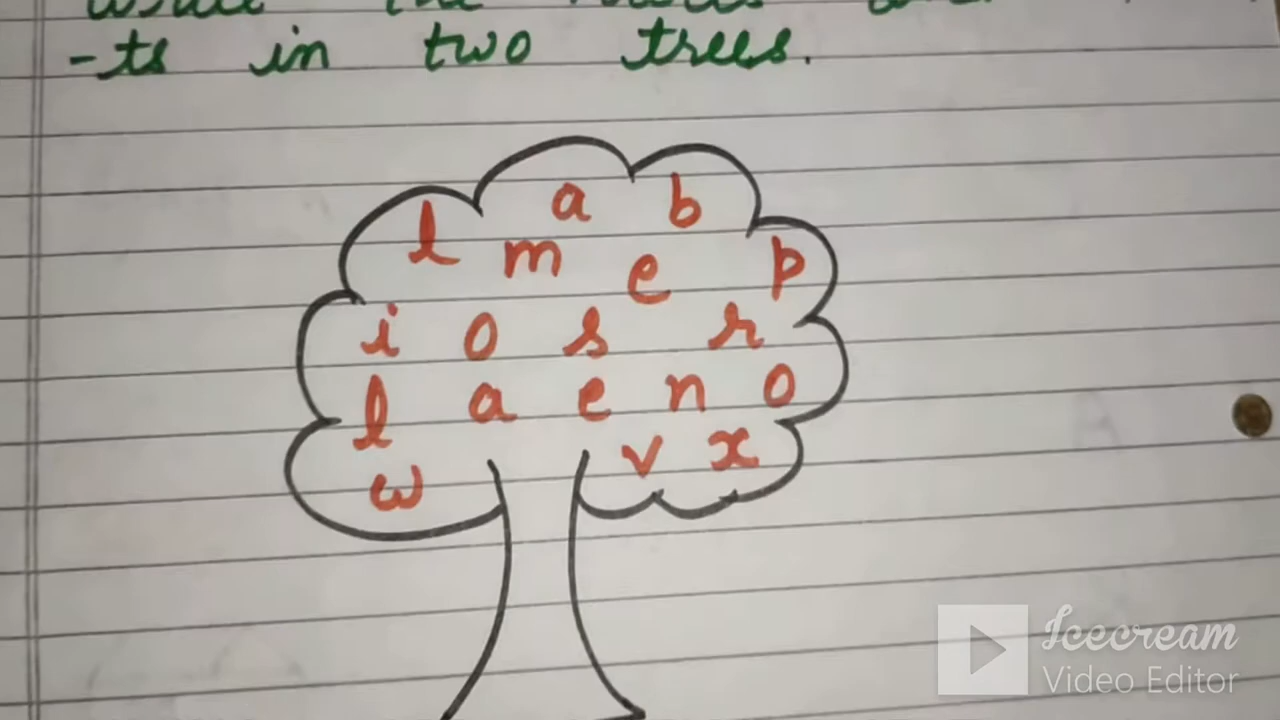 -ts in two trees.
a b
l m e p
i o s r
l a e n o
w v x
Icecream
Video Editor